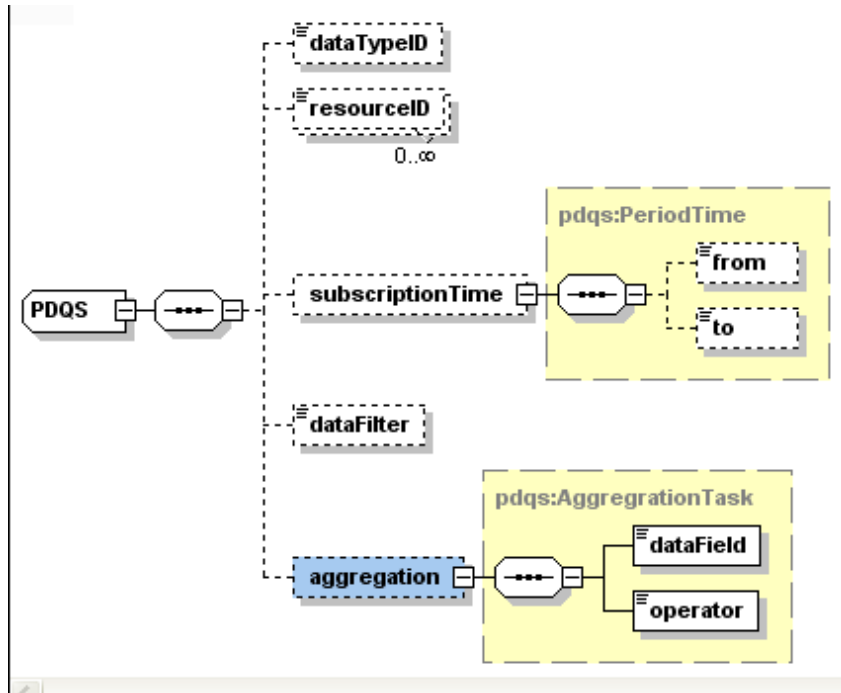 dataTypeID
resourceID
0..∞
pdqs:PeriodTime
from
PDQS
subscriptionTime
to
dataFilter
pdqs:AggregrationTask
dataField
aggregation
operator